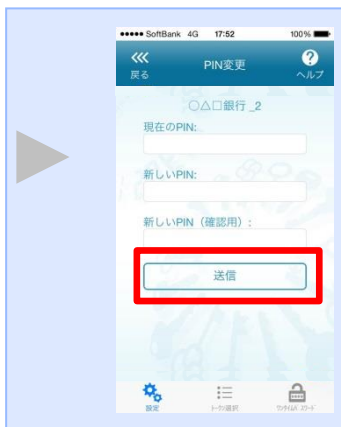 SoftBank 4G 17:52 100%
戻る PIN変更 ヘルプ
○△□銀行 _2
現在のPIN:
新しいPIN:
新しいPIN（確認用）:
送信
設定 トークン選択 ワンタイムパスワード